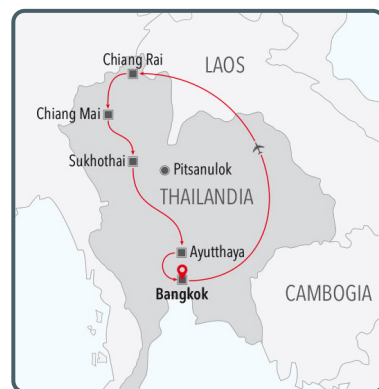 Chiang Rai
LAOS
Chiang Mai
Sukhothai
Pitsanulok
THAILANDIA
Ayutthaya
Bangkok
CAMBOGIA